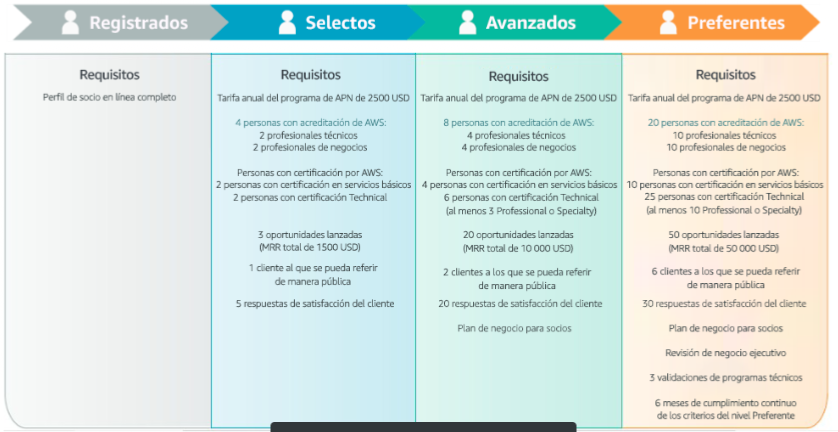 Registrados
Selectos
Avanzados
Preferentes
Requisitos
Perfil de socio en línea completo
Requisitos
Tarifa anual del programa de APN de 2500 USD
4 personas con acreditación de AWS:
2 profesionales técnicos
2 profesionales de negocios
Personas con certificación por AWS:
2 personas con certificación en servicios básicos
2 personas con certificación Technical
3 oportunidades lanzadas
(MRR total de 1500 USD)
1 cliente al que se pueda referir
de manera pública
5 respuestas de satisfacción del cliente
Requisitos
Tarifa anual del programa de APN de 2500 USD
8 personas con acreditación de AWS:
4 profesionales técnicos
4 profesionales de negocios
Personas con certificación por AWS:
4 personas con certificación en servicios básicos
6 personas con certificación Technical
(al menos 3 Professional o Specialty)
20 oportunidades lanzadas
(MRR total de 10 000 USD)
2 clientes a los que se pueda referir
de manera pública
20 respuestas de satisfacción del cliente
Plan de negocio para socios
Requisitos
Tarifa anual del programa de APN de 2500 USD
20 personas con acreditación de AWS:
10 profesionales técnicos
10 profesionales de negocios
Personas con certificación por AWS:
10 personas con certificación en servicios básicos
25 personas con certificación Technical
(al menos 10 Professional o Specialty)
50 oportunidades lanzadas
(MRR total de 50 000 USD)
6 clientes a los que se pueda referir
de manera pública
30 respuestas de satisfacción del cliente
Plan de negocio para socios
Revisión de negocio ejecutivo
3 validaciones de programas técnicos
6 meses de cumplimiento continuo
de los criterios del nivel Preferente